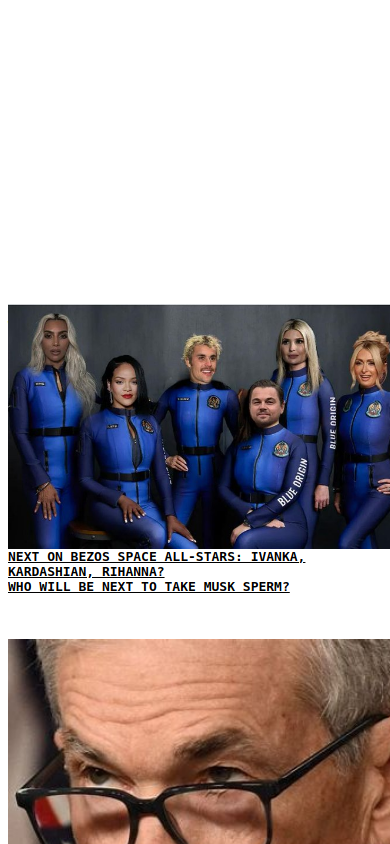 BLUE ORIGIN
BLUE ORIGIN
NEXT ON BEZOS SPACE ALL-STARS: IVANKA,
KARDASHIAN, RIHANNA?
WHO WILL BE NEXT TO TAKE MUSK SPERM?